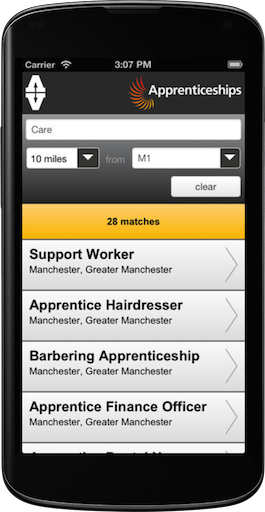 Carrier 3:07 PM
Apprenticeships
Care
10 miles from M1
clear
28 matches
Support Worker
Manchester, Greater Manchester
Apprentice Hairdresser
Manchester, Greater Manchester
Barbering Apprenticeship
Manchester, Greater Manchester
Apprentice Finance Officer
Manchester, Greater Manchester